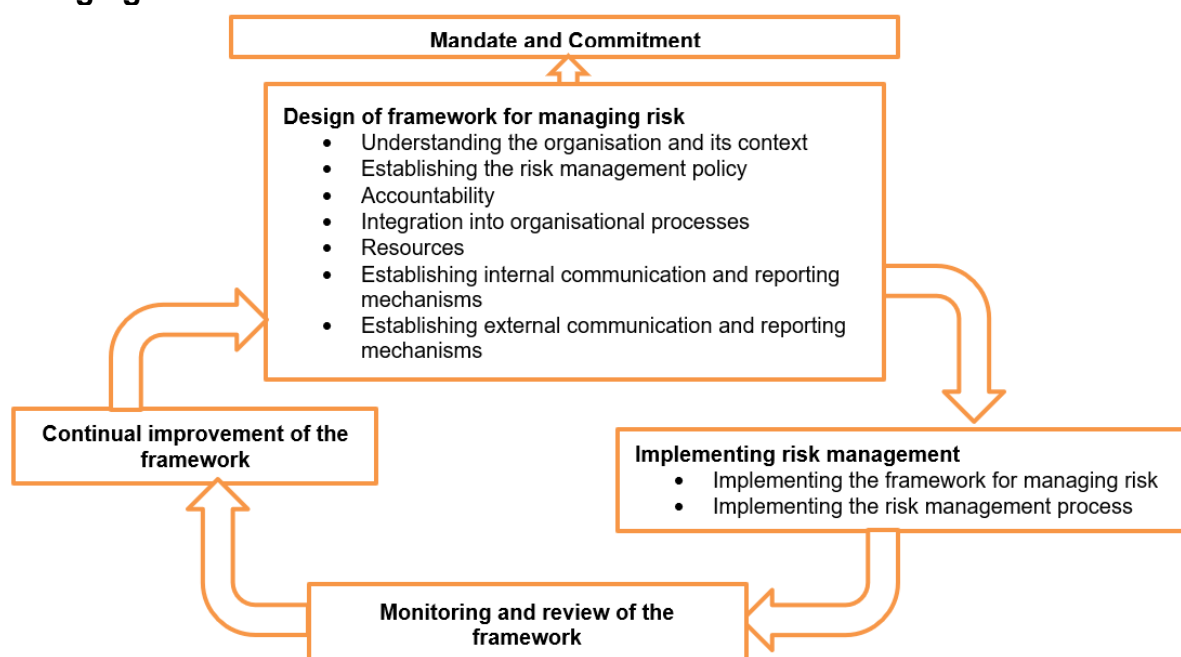 Mandate and Commitment
Design of framework for managing risk
• Understanding the organisation and its context
• Establishing the risk management policy
• Accountability
• Integration into organisational processes
• Resources
• Establishing internal communication and reporting
mechanisms
• Establishing external communication and reporting
mechanisms
Continual improvement of the
framework
Implementing risk management
• Implementing the framework for managing risk
• Implementing the risk management process
Monitoring and review of the
framework